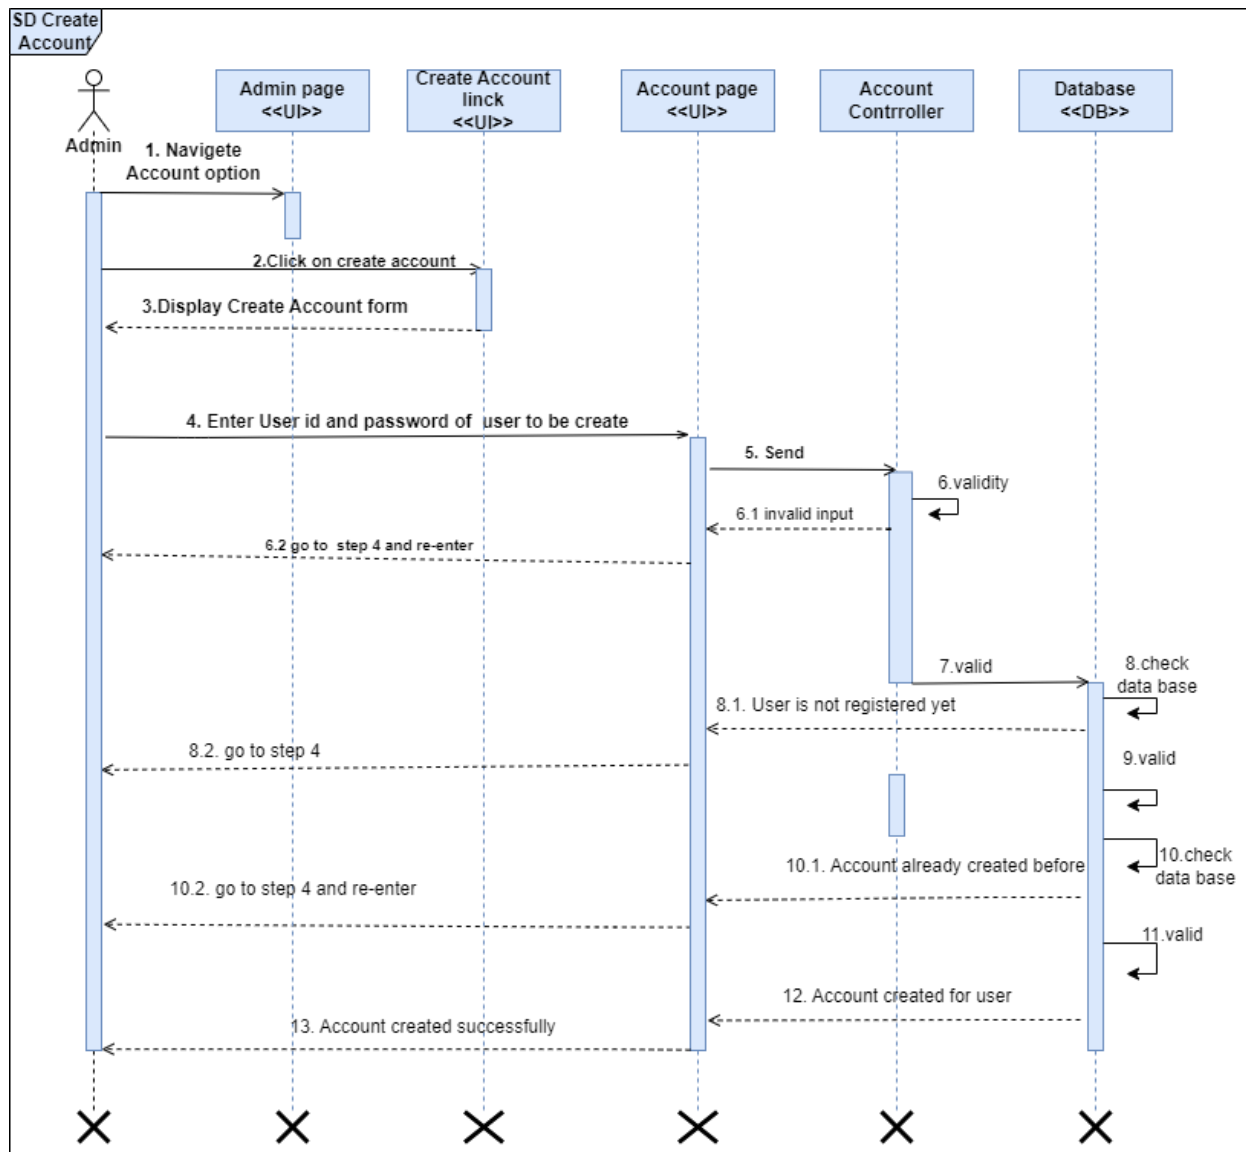 SD Create
Account
Admin
Admin page
<<UI>>
Create Account
linck
<<UI>>
Account page
<<UI>>
Account
Contrroller
Database
<<DB>>
1. Navigete
Account option
2.Click on create account
3.Display Create Account form
4. Enter User id and password of user to be create
5. Send
6.validity
6.1 invalid input
6.2 go to step 4 and re-enter
7.valid
8.check
data base
8.1. User is not registered yet
8.2. go to step 4
9.valid
10.check
data base
10.1. Account already created before
10.2. go to step 4 and re-enter
11.valid
12. Account created for user
13. Account created successfully